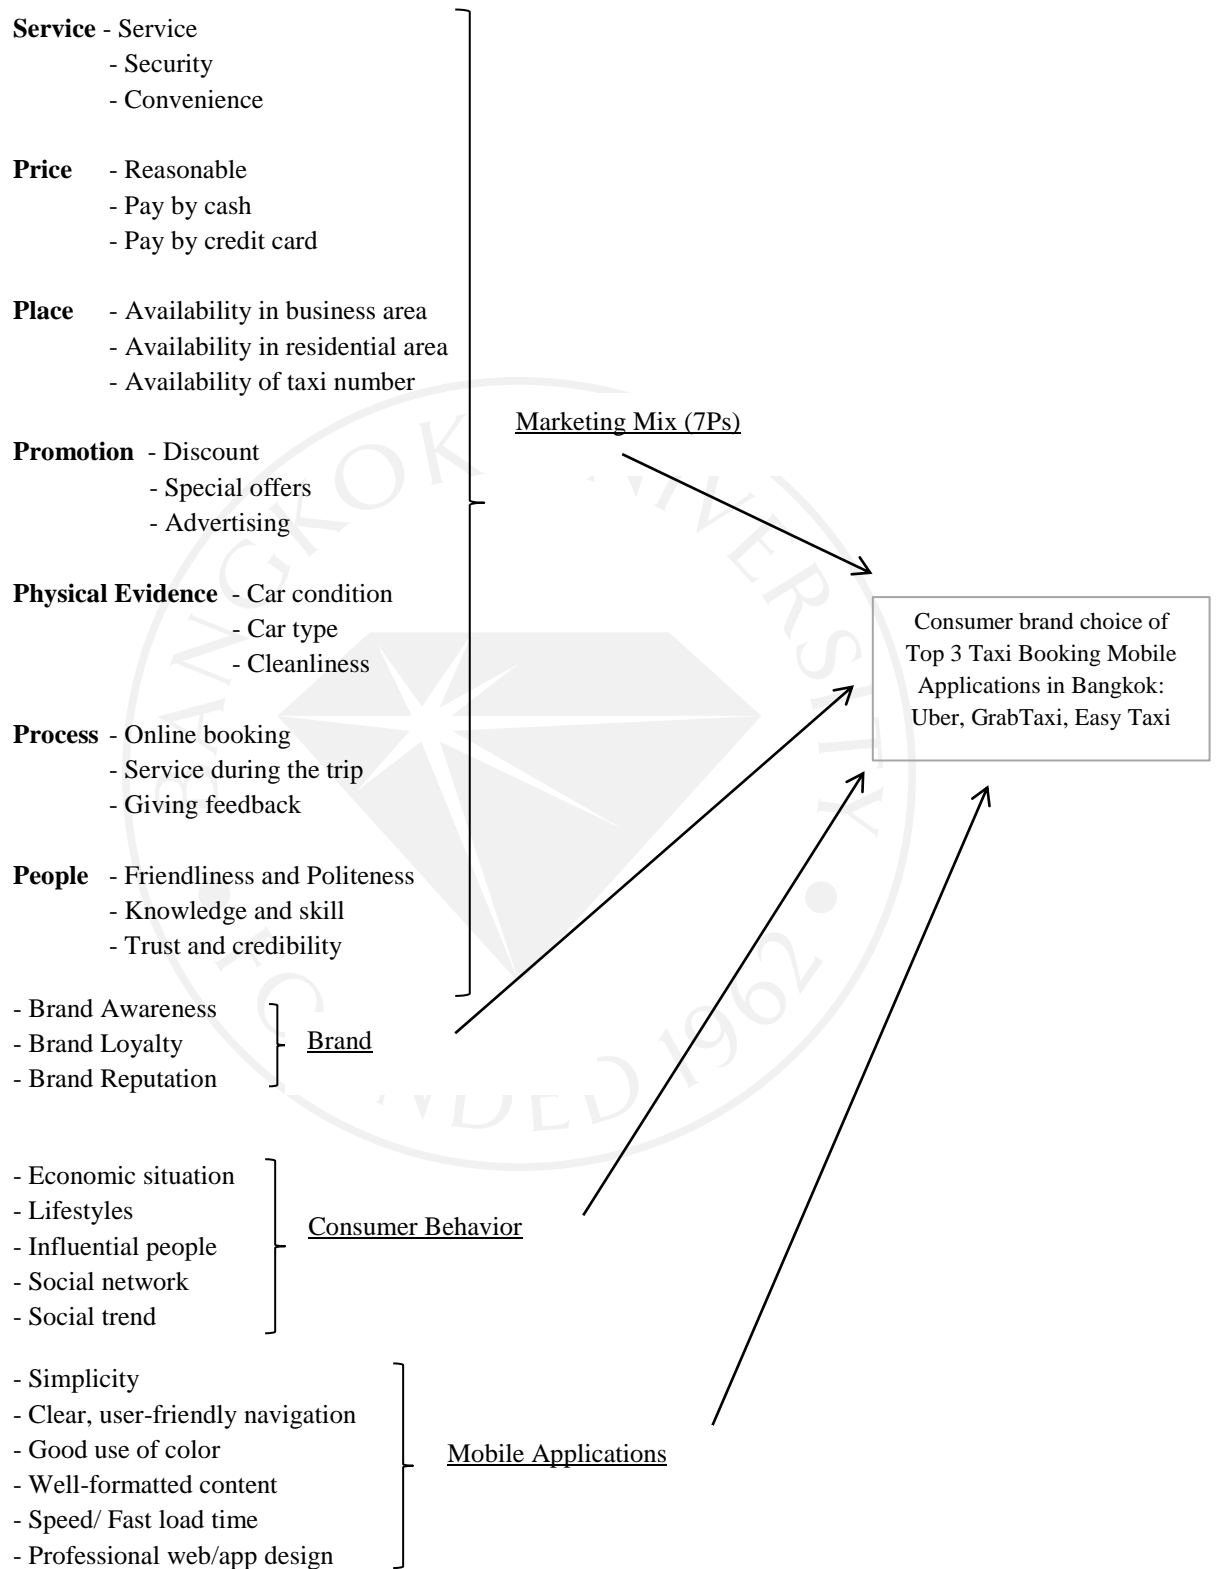 Service - Service
- Security
- Convenience
Price - Reasonable
- Pay by cash
- Pay by credit card
Place - Availability in business area
- Availability in residential area
- Availability of taxi number
Promotion - Discount
- Special offers
- Advertising
Physical Evidence - Car condition
- Car type
- Cleanliness
Process - Online booking
- Service during the trip
- Giving feedback
People - Friendliness and Politeness
- Knowledge and skill
- Trust and credibility
Marketing Mix (7Ps)
- Brand Awareness
- Brand Loyalty
- Brand Reputation
Brand
- Economic situation
- Lifestyles
- Influential people
- Social network
- Social trend
Consumer Behavior
- Simplicity
- Clear, user-friendly navigation
- Good use of color
- Well-formatted content
- Speed/ Fast load time
- Professional web/app design
Mobile Applications
Consumer brand choice of
Top 3 Taxi Booking Mobile
Applications in Bangkok:
Uber, GrabTaxi, Easy Taxi
BANGKOK
1962